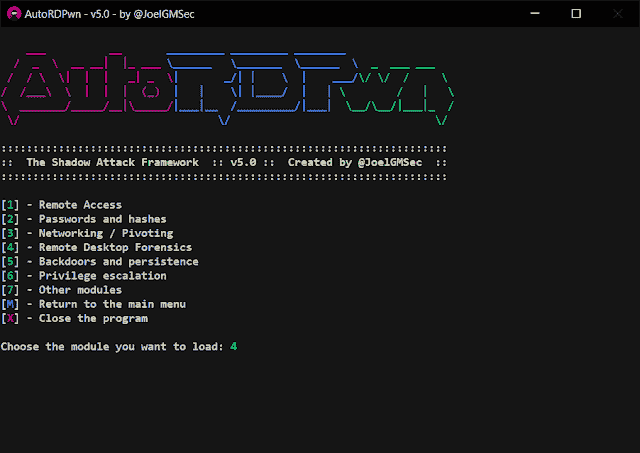 AutoRDPwn - v5.0 - by @JoelGMSec
AutoRDPwn
:::::::::::::::::::::::::::::::::::::::::::::::::::::::::::::::::::::::
::  The Shadow Attack Framework  :: v5.0 ::  Created by @JoelGMSec  ::
:::::::::::::::::::::::::::::::::::::::::::::::::::::::::::::::::::::::
[1] - Remote Access
[2] - Passwords and hashes
[3] - Networking / Pivoting
[4] - Remote Desktop Forensics
[5] - Backdoors and persistence
[6] - Privilege escalation
[7] - Other modules
[M] - Return to the main menu
[X] - Close the program
Choose the module you want to load: 4